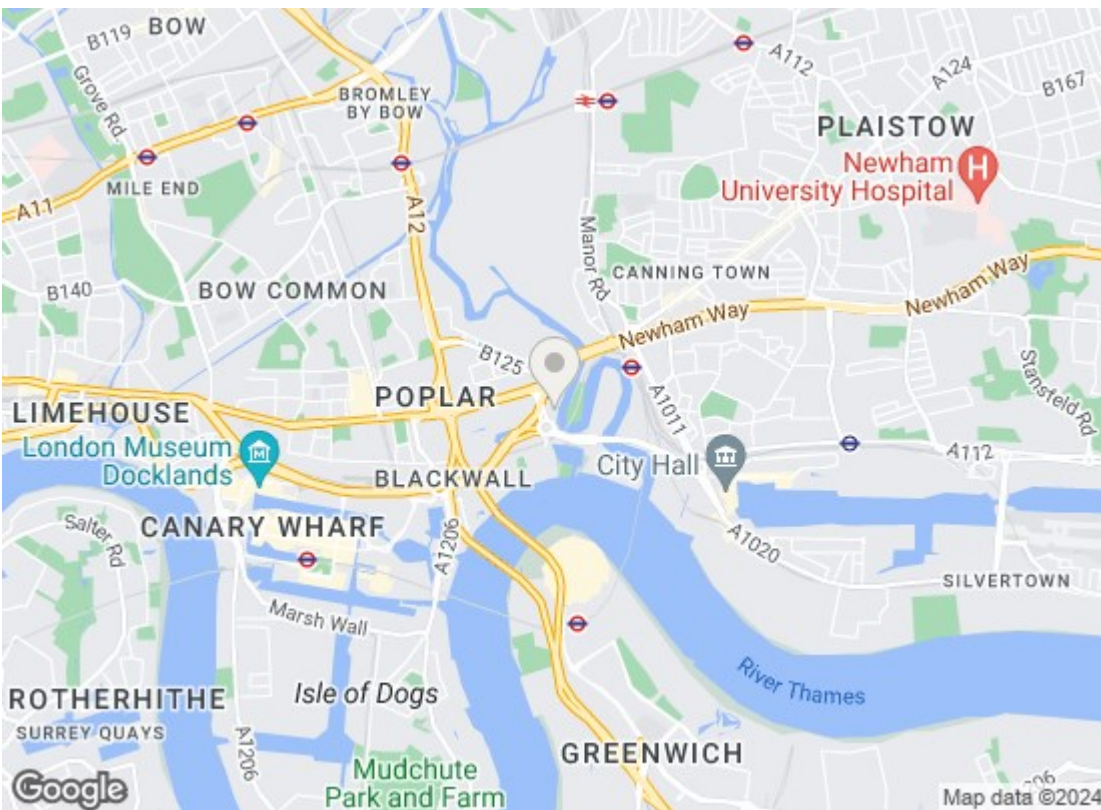 B119
BOW
A112
A124
B167
Grove Rd.
BROMLEY
BY BOW
PLAISTOW
Newham
University Hospital
H
MILE END
A11
A12
Manor Rd
CANNING TOWN
B140
BOW COMMON
Newham Way
Newham Way
B125
Stansfeld Rd
POPLAR
LIMEHOUSE
A1011
London Museum
Docklands
M
City Hall
A112
BLACKWALL
Salter Rd
CANARY WHARF
A1206
A1020
SILVERTOWN
Marsh Wall
River Thames
ROTHERHITHE
Isle of Dogs
SURREY QUAYS
A1206
GREENWICH
Mudchute
Park and Farm
Google
Map data ©2024